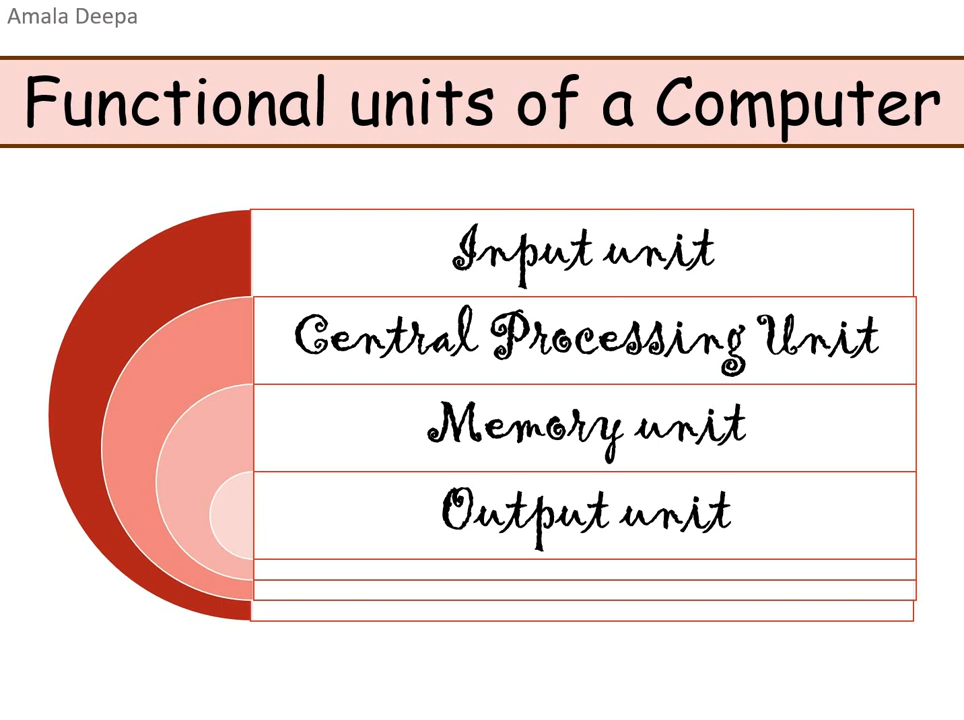 Amala Deepa
Functional units of a Computer
Input unit
Central Processing Unit
Memory unit
Output unit